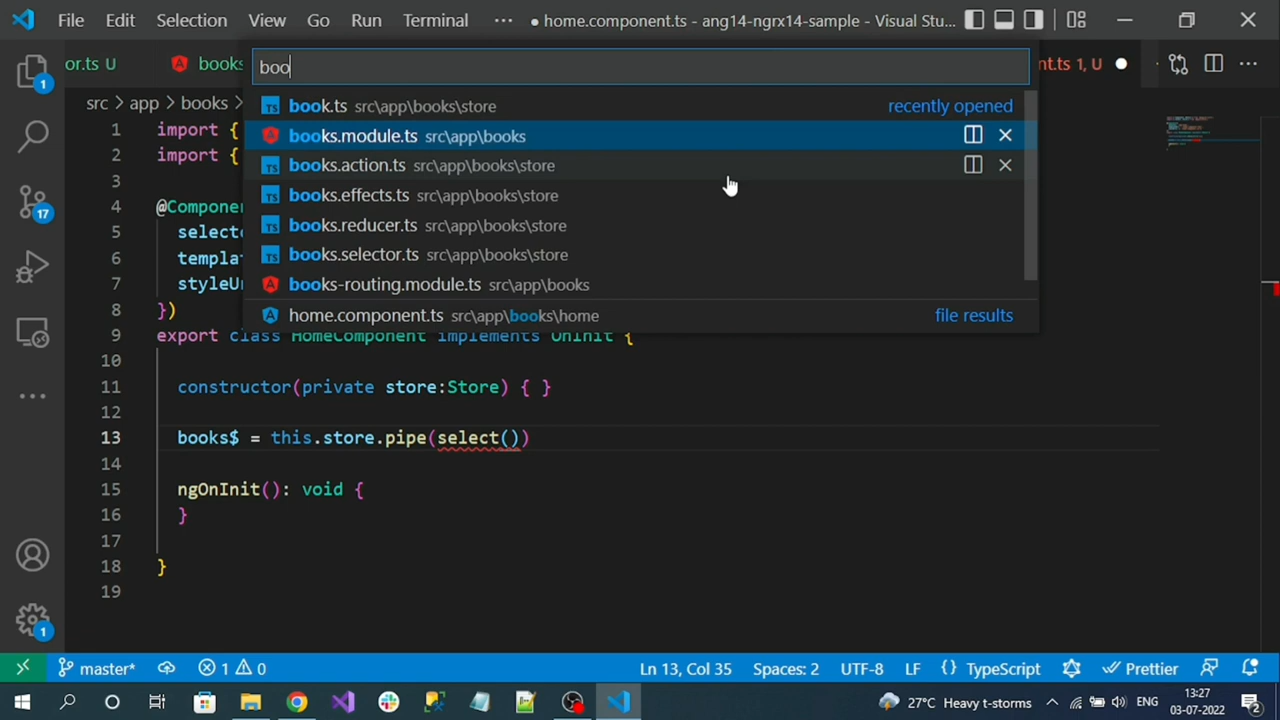 File Edit Selection View Go Run Terminal ··· ● home.component.ts - ang14-ngrx14-sample - Visual Stu...
or.ts U books nt.ts 1, U
boo
src > app > books >
book.ts src\app\books\store recently opened
books.module.ts src\app\books
books.action.ts src\app\books\store
books.effects.ts src\app\books\store
books.reducer.ts src\app\books\store
books.selector.ts src\app\books\store
books-routing.module.ts src\app\books
home.component.ts src\app\books\home file results
1 import {
2 import {
3
4 @Componen
5 selecto
6 templat
7 styleUr
8 })
9 export class HomeComponent implements OnInit {
10
11 constructor(private store:Store) { }
12
13 books$ = this.store.pipe(select())
14
15 ngOnInit(): void {
16 }
17
18 }
19
1
17
1
master* 1 0 Ln 13, Col 35 Spaces: 2 UTF-8 LF {} TypeScript Prettier
27°C Heavy t-storms ENG 13:27
03-07-2022 2